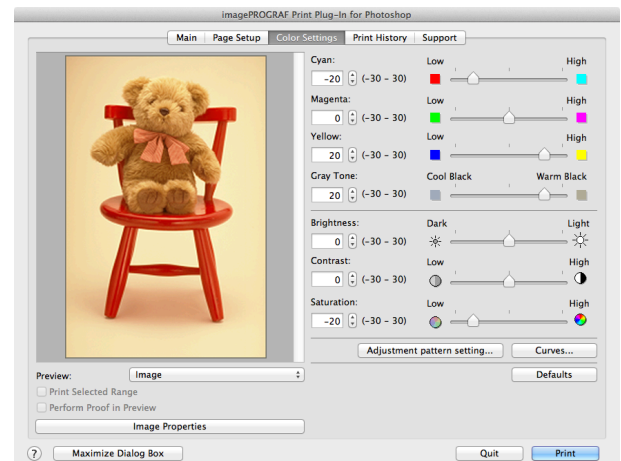 imagePROGRAF Print Plug-In for Photoshop
Main Page Setup Color Settings Print History Support
Cyan: Low High
-20 (-30 – 30)
Magenta: Low High
0 (-30 – 30)
Yellow: Low High
20 (-30 – 30)
Gray Tone: Cool Black Warm Black
20 (-30 – 30)
Brightness: Dark Light
0 (-30 – 30)
Contrast: Low High
0 (-30 – 30)
Saturation: Low High
-20 (-30 – 30)
Adjustment pattern setting... Curves...
Preview: Image Defaults
Print Selected Range
Perform Proof in Preview
Image Properties
? Maximize Dialog Box Quit Print